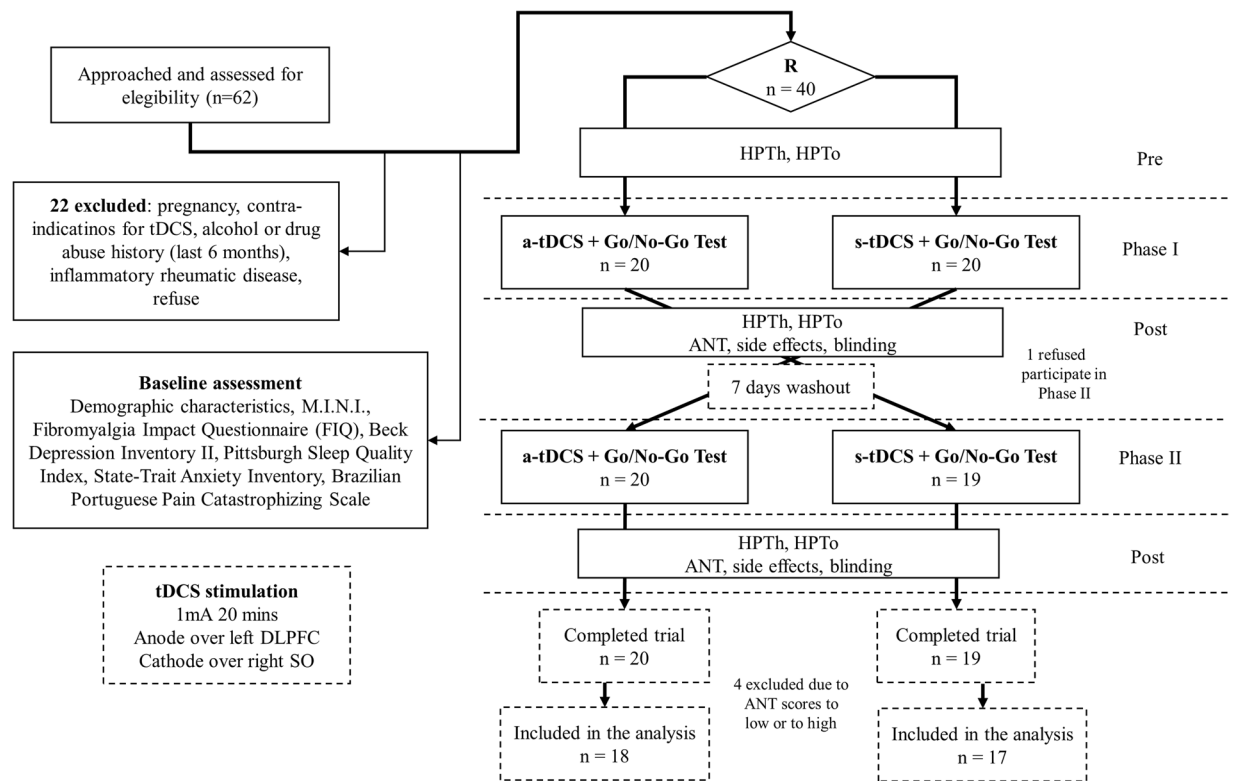 Approached and assessed for
elegibility (n=62)
R
n = 40
HPTh, HPTo
Pre
22 excluded: pregnancy, contra-
indicatinos for tDCS, alcohol or drug
abuse history (last 6 months),
inflammatory rheumatic disease,
refuse
a-tDCS + Go/No-Go Test
n = 20
s-tDCS + Go/No-Go Test
n = 20
Phase I
HPTh, HPTo
ANT, side effects, blinding
Post
1 refused
participate in
Phase II
7 days washout
Baseline assessment
Demographic characteristics, M.I.N.I.,
Fibromyalgia Impact Questionnaire (FIQ), Beck
Depression Inventory II, Pittsburgh Sleep Quality
Index, State-Trait Anxiety Inventory, Brazilian
Portuguese Pain Catastrophizing Scale
a-tDCS + Go/No-Go Test
n = 20
s-tDCS + Go/No-Go Test
n = 19
Phase II
HPTh, HPTo
ANT, side effects, blinding
Post
tDCS stimulation
1mA 20 mins
Anode over left DLPFC
Cathode over right SO
Completed trial
n = 20
Completed trial
n = 19
4 excluded due to
ANT scores to
low or to high
Included in the analysis
n = 18
Included in the analysis
n = 17